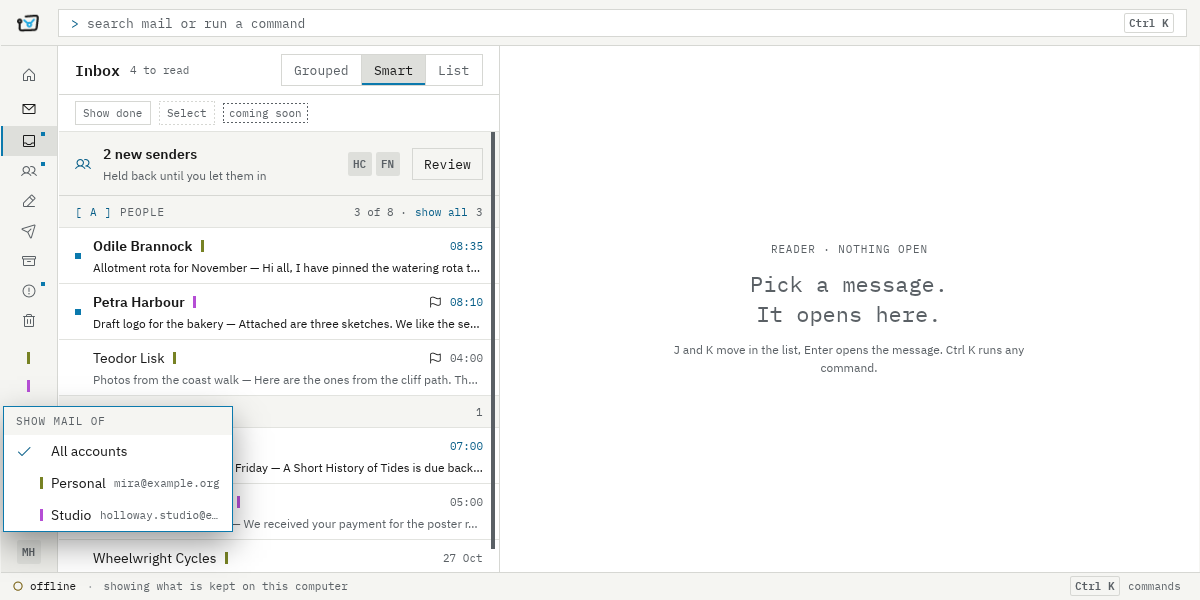 > search mail or run a command Ctrl K
Inbox 4 to read Grouped Smart List
Show done Select coming soon
2 new senders
Held back until you let them in
HC FN Review
[ A ] PEOPLE 3 of 8 · show all 3
Odile Brannock 08:35
Allotment rota for November — Hi all, I have pinned the watering rota t…
Petra Harbour 08:10
Draft logo for the bakery — Attached are three sketches. We like the se…
Teodor Lisk 04:00
Photos from the coast walk — Here are the ones from the cliff path. Th…
1
07:00
Friday — A Short History of Tides is due back…
05:00
— We received your payment for the poster r…
Wheelwright Cycles 27 Oct
SHOW MAIL OF
All accounts
Personal mira@example.org
Studio holloway.studio@e…
MH
READER · NOTHING OPEN
Pick a message.
It opens here.
J and K move in the list, Enter opens the message. Ctrl K runs any
command.
offline · showing what is kept on this computer Ctrl K commands